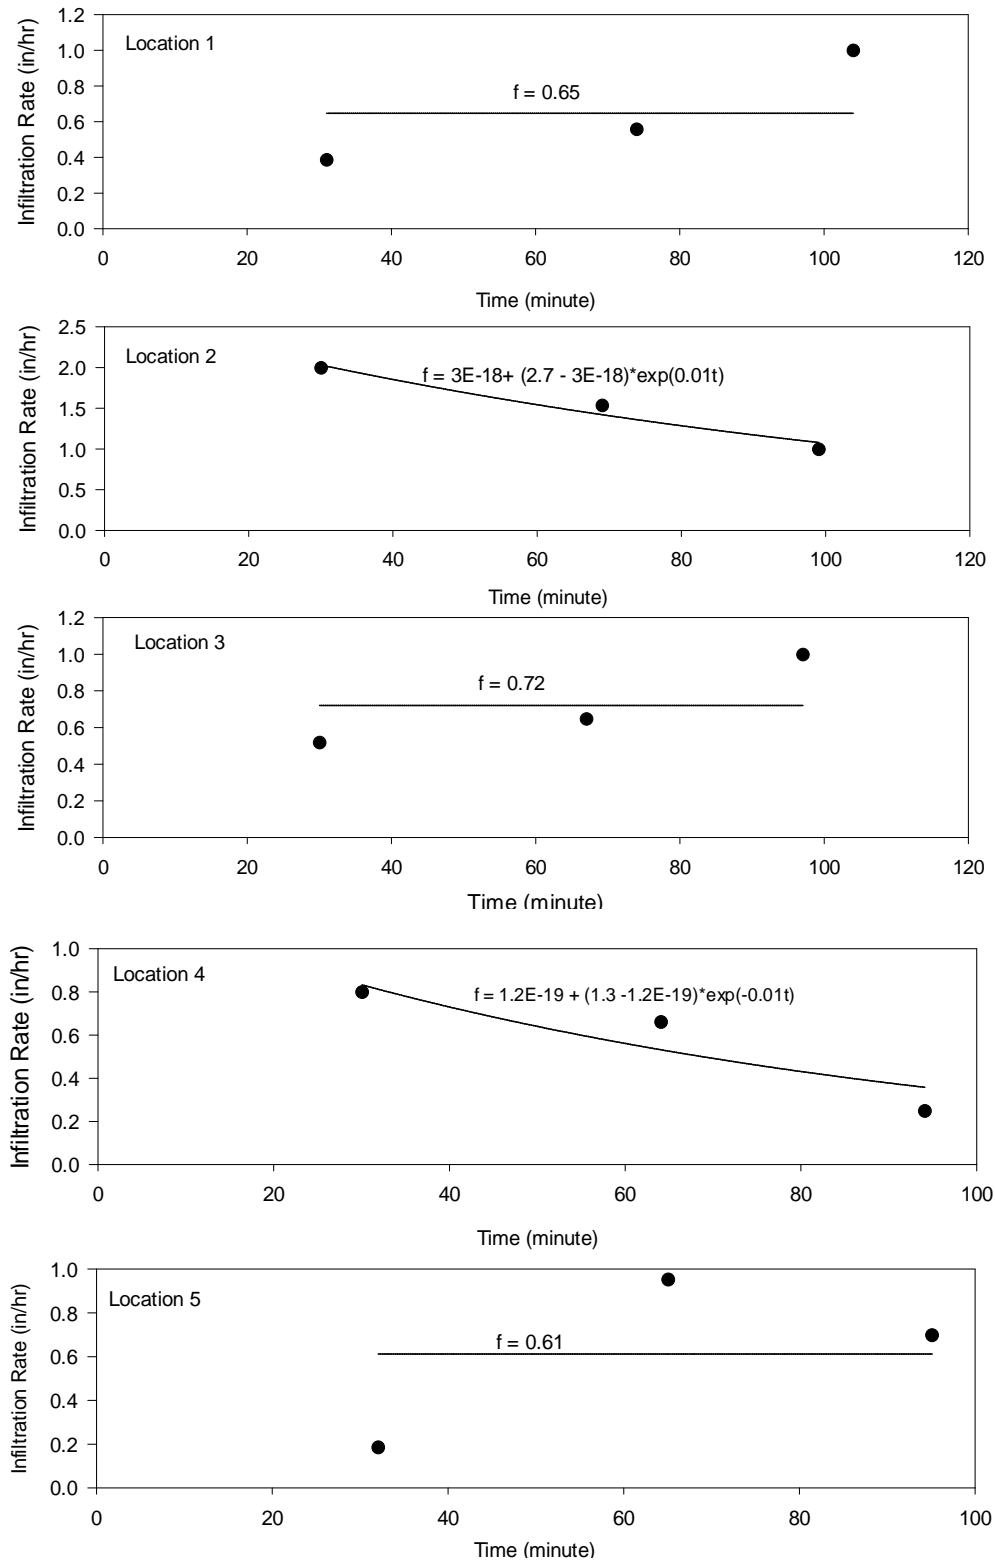 1.2
Location 1
1.0
f = 0.65
0.8
0.6
0.4
0.2
0.0
Infiltration Rate (in/hr)
0 20 40 60 80 100 120
Time (minute)
2.5
Location 2
2.0
f = 3E-18+ (2.7 - 3E-18)*exp(0.01t)
1.5
1.0
0.5
0.0
Infiltration Rate (in/hr)
0 20 40 60 80 100 120
Time (minute)
1.2
Location 3
1.0
0.8
f = 0.72
0.6
0.4
0.2
0.0
Infiltration Rate (in/hr)
0 20 40 60 80 100 120
Time (minute)
1.0
Location 4
0.8
f = 1.2E-19 + (1.3 -1.2E-19)*exp(-0.01t)
0.6
0.4
0.2
0.0
Infiltration Rate (in/hr)
0 20 40 60 80 100
Time (minute)
1.0
Location 5
0.8
f = 0.61
0.6
0.4
0.2
0.0
Infiltration Rate (in/hr)
0 20 40 60 80 100
Time (minute)